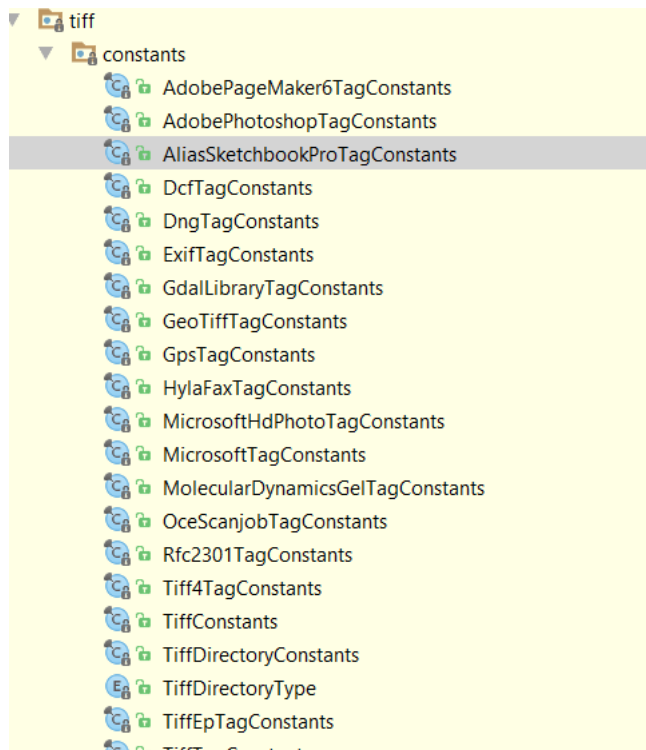 tiff
constants
AdobePageMaker6TagConstants
AdobePhotoshopTagConstants
AliasSketchbookProTagConstants
DcfTagConstants
DngTagConstants
ExifTagConstants
GdalLibraryTagConstants
GeoTiffTagConstants
GpsTagConstants
HylaFaxTagConstants
MicrosoftHdPhotoTagConstants
MicrosoftTagConstants
MolecularDynamicsGelTagConstants
OceScanjobTagConstants
Rfc2301TagConstants
Tiff4TagConstants
TiffConstants
TiffDirectoryConstants
TiffDirectoryType
TiffEpTagConstants